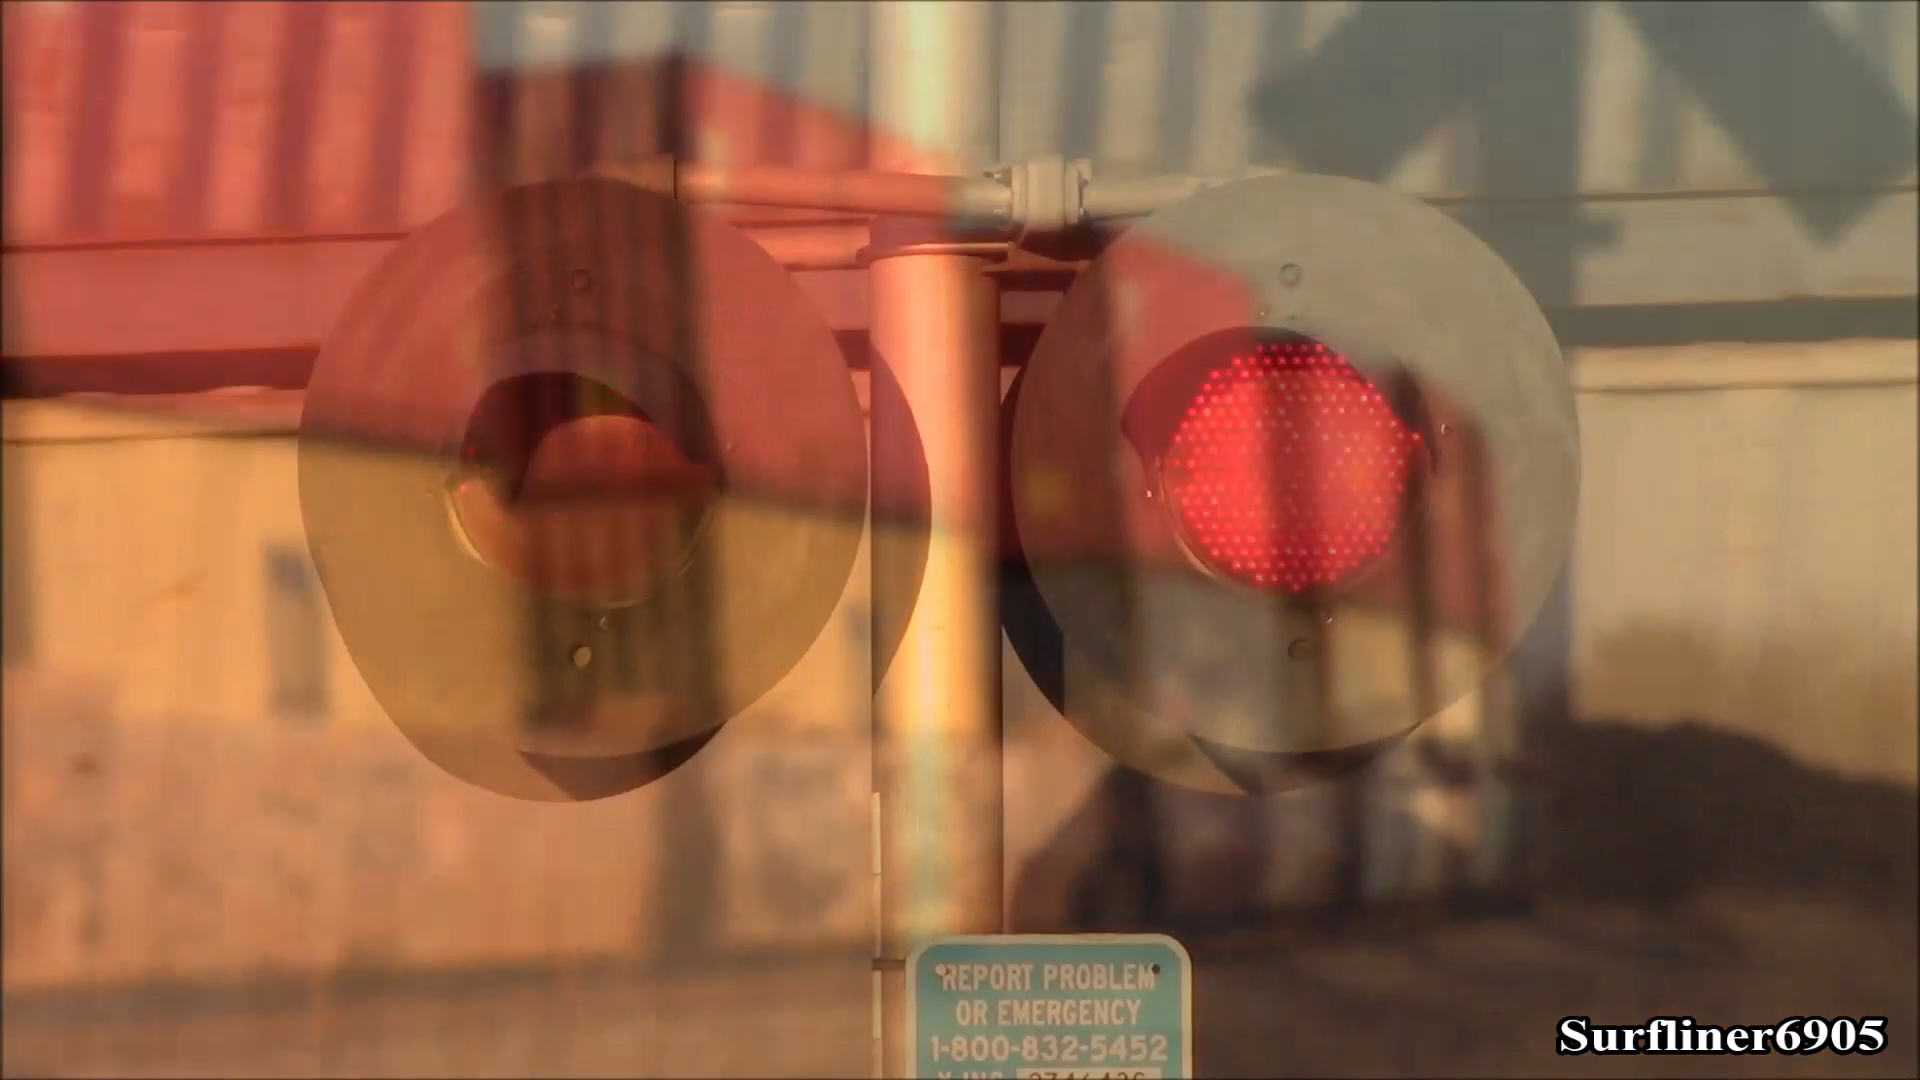 REPORT PROBLEM
OR EMERGENCY
1-800-832-5452
Surfliner6905